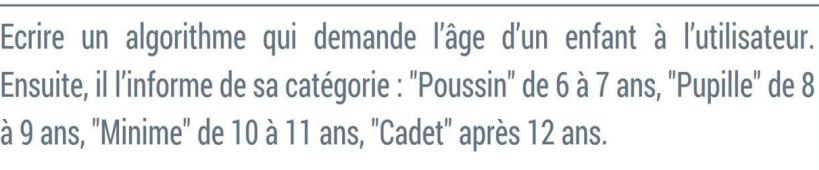 Ecrire un algorithme qui demande l’âge d’un enfant à l’utilisateur.
Ensuite, il l’informe de sa catégorie : "Poussin" de 6 à 7 ans, "Pupille" de 8
à 9 ans, "Minime" de 10 à 11 ans, "Cadet" après 12 ans.